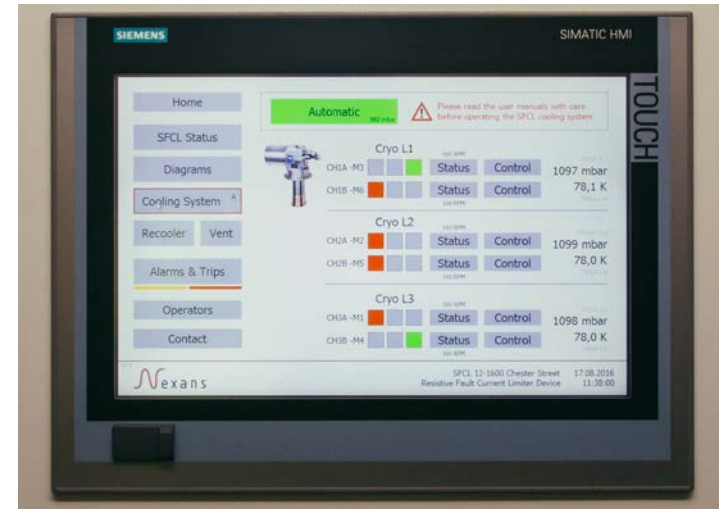 SIEMENS
SIMATIC HMI
TOUCH
Home
SFCL Status
Diagrams
Cooling System A
Recooler Vent
Alarms & Trips
Operators
Contact
Nexans
Automatic
Please read the user manuals with care
before operating the SFCL cooling system
Cryo L1
CH1A -M3 Status Control 1097 mbar
CH1B -M6 Status Control 78,1 K
Cryo L2
CH2A -M2 Status Control 1099 mbar
CH2B -M5 Status Control 78,0 K
Cryo L3
CH3A -M1 Status Control 1098 mbar
CH3B -M4 Status Control 78,0 K
SFCL 12-1600 Chester Street 17.08.2016
Resistive Fault Current Limiter Device 11:38:00